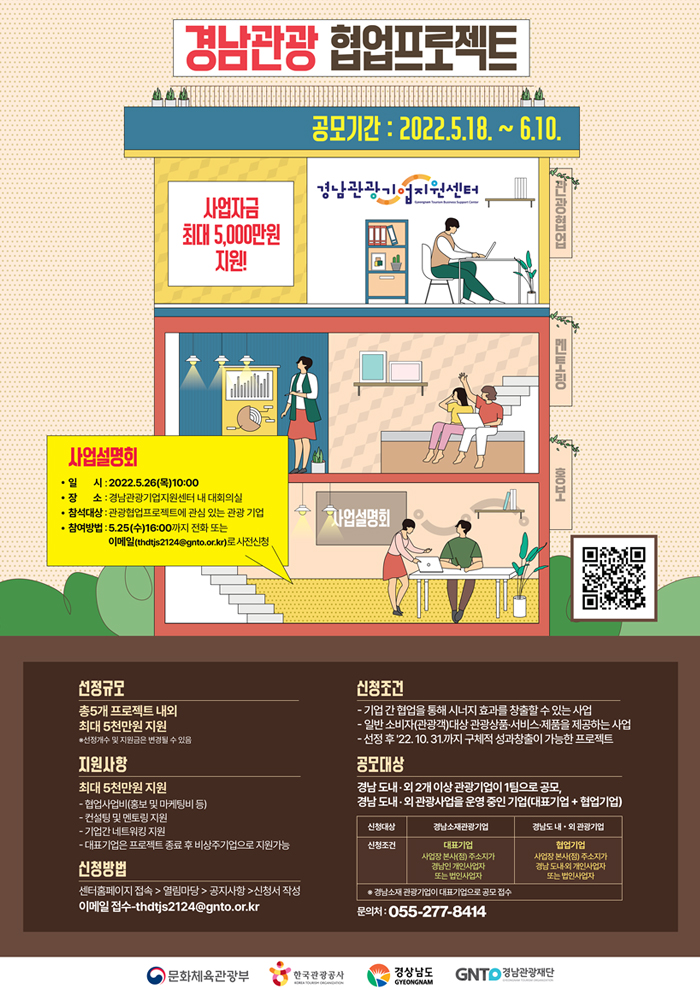 경남관광 협업프로젝트
공모기간 : 2022.5.18. ~ 6.10.
사업자금
최대 5,000만원
지원!
경남관광기업지원센터
Gyeongnam Tourism Business Support Center
관광협업
멘토링
홍보
사업설명회
• 일 시 : 2022.5.26(목)10:00
• 장 소 : 경남관광기업지원센터 내 대회의실
• 참석대상 : 관광협업프로젝트에 관심 있는 관광 기업
• 참여방법 : 5.25(수)16:00까지 전화 또는
이메일(thdtjs2124@gnto.or.kr)로 사전신청
사업설명회
선정규모
총5개 프로젝트 내외
최대 5천만원 지원
※선정개수 및 지원금은 변경될 수 있음
지원사항
최대 5천만원 지원
- 협업사업비(홍보 및 마케팅비 등)
- 컨설팅 및 멘토링 지원
- 기업간 네트워킹 지원
- 대표기업은 프로젝트 종료 후 비상주기업으로 지원가능
신청방법
센터홈페이지 접속 > 열림마당 > 공지사항 >신청서 작성
이메일 접수-thdtjs2124@gnto.or.kr
신청조건
- 기업 간 협업을 통해 시너지 효과를 창출할 수 있는 사업
- 일반 소비자(관광객)대상 관광상품·서비스·제품을 제공하는 사업
- 선정 후 '22. 10. 31.까지 구체적 성과창출이 가능한 프로젝트
공모대상
경남 도내 · 외 2개 이상 관광기업이 1팀으로 공모,
경남 도내 · 외 관광사업을 운영 중인 기업(대표기업 + 협업기업)
신청대상 경남소재관광기업 경남도 내 · 외 관광기업
신청조건 대표기업 협업기업
사업장 본사(점) 주소지가 사업장 본사(점) 주소지가
경남인 개인사업자 경남 도내·외 개인사업자
또는 법인사업자 또는 법인사업자
※ 경남소재 관광기업이 대표기업으로 공모 접수
문의처 : 055-277-8414
문화체육관광부
한국관광공사
KOREA TOURISM ORGANIZATION
경상남도
GYEONGNAM
GNTO 경남관광재단
GYEONGNAM TOURISM ORGANIZATION